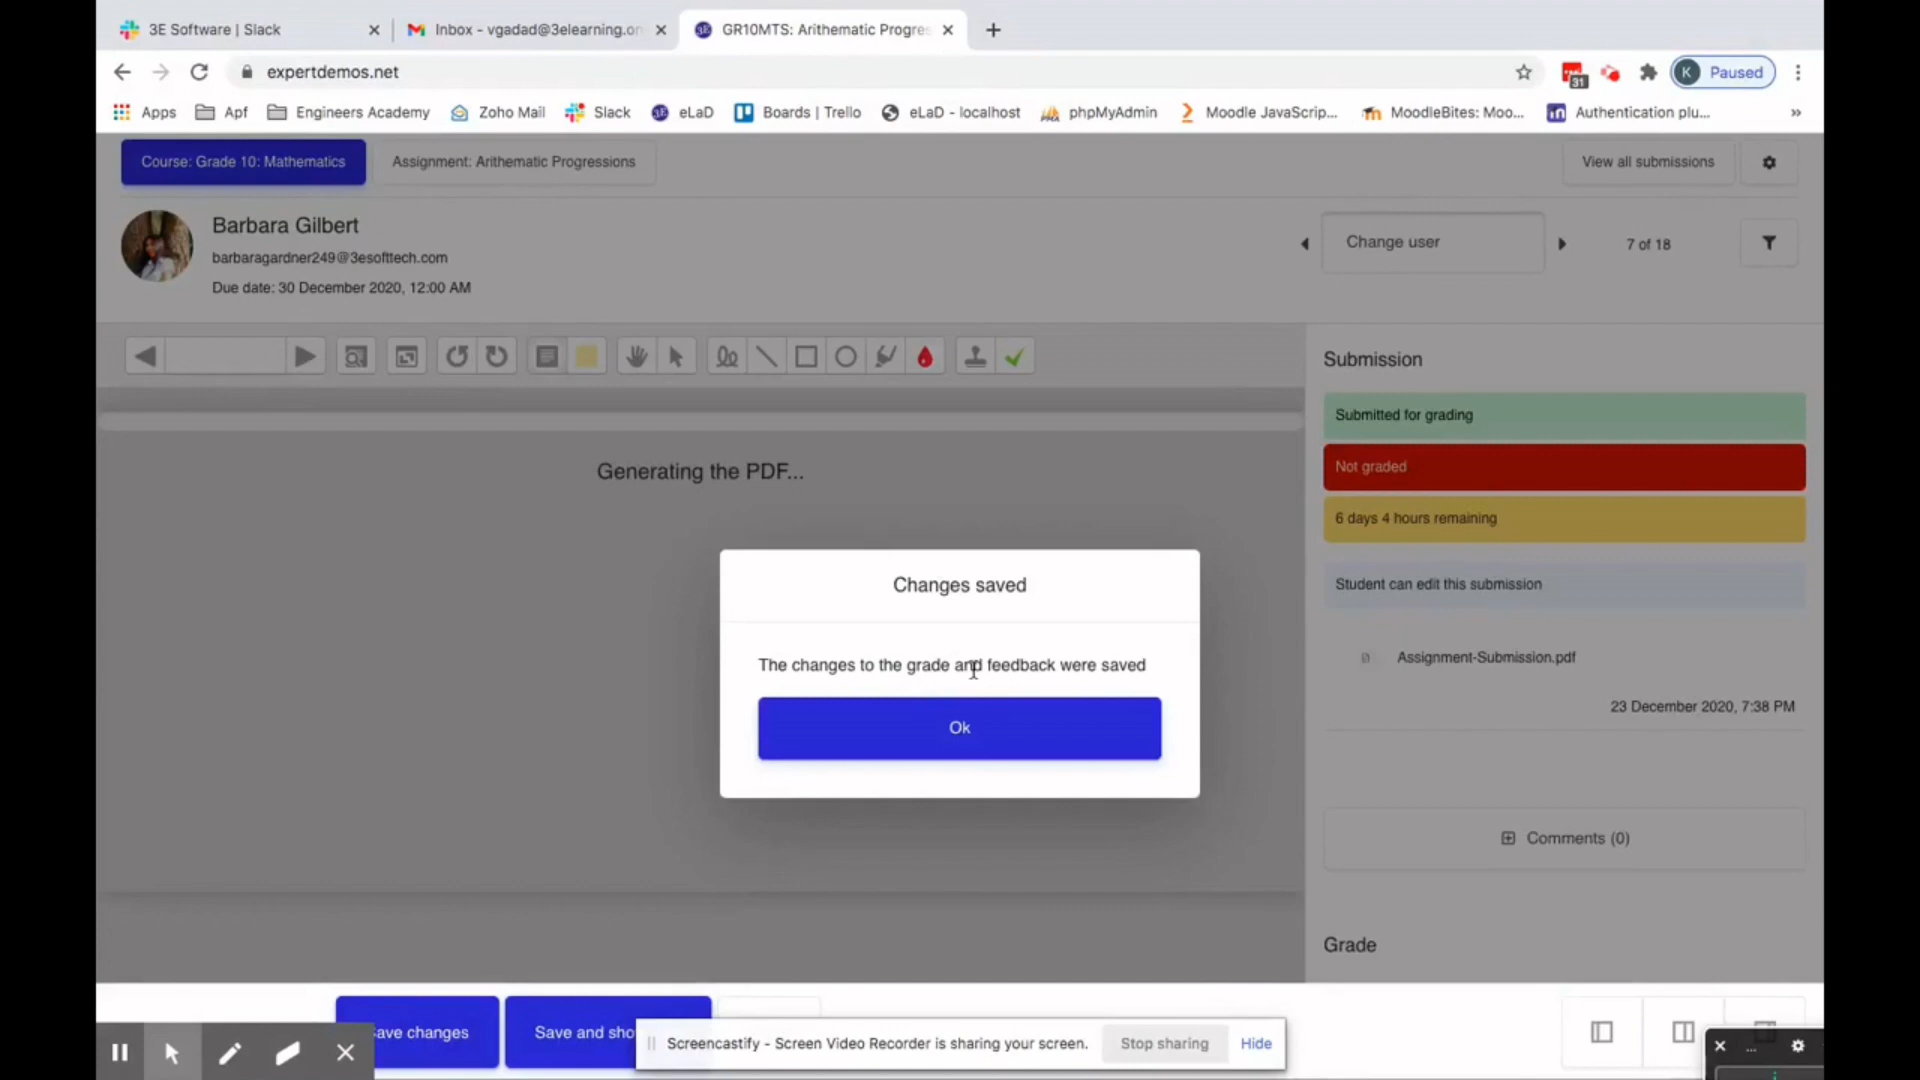 3E Software | Slack
Inbox - vgadad@3elearning.on
GR10MTS: Arithematic Progres
expertdemos.net
31
K Paused
Apps
Apf
Engineers Academy
Zoho Mail
Slack
eLaD
Boards | Trello
eLaD - localhost
phpMyAdmin
Moodle JavaScrip...
MoodleBites: Moo...
Authentication plu...
»
Course: Grade 10: Mathematics
Assignment: Arithematic Progressions
View all submissions
Barbara Gilbert
barbaragardner249@3esofttech.com
Due date: 30 December 2020, 12:00 AM
Change user
7 of 18
Submission
Submitted for grading
Not graded
6 days 4 hours remaining
Student can edit this submission
Assignment-Submission.pdf
23 December 2020, 7:38 PM
Comments (0)
Grade
Generating the PDF...
Changes saved
The changes to the grade and feedback were saved
Ok
ave changes
Save and sho
Screencastify - Screen Video Recorder is sharing your screen.
Stop sharing
Hide
...